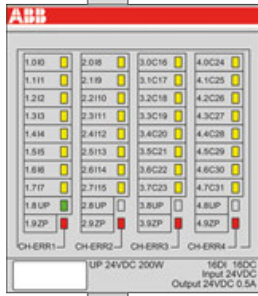 ABB
1.0I0 2.0I8 3.0C16 4.0C24
1.1I1 2.1I9 3.1C17 4.1C25
1.2I2 2.2I10 3.2C18 4.2C26
1.3I3 2.3I11 3.3C19 4.3C27
1.4I4 2.4I12 3.4C20 4.4C28
1.5I5 2.5I13 3.5C21 4.5C29
1.6I6 2.6I14 3.6C22 4.6C30
1.7I7 2.7I15 3.7C23 4.7C31
1.8UP 2.8UP 3.8UP 4.8UP
1.9ZP 2.9ZP 3.9ZP 4.9ZP
CH-ERR1 CH-ERR2 CH-ERR3 CH-ERR4
UP 24VDC 200W 16DI 16DC
Input 24VDC
Output 24VDC 0.5A